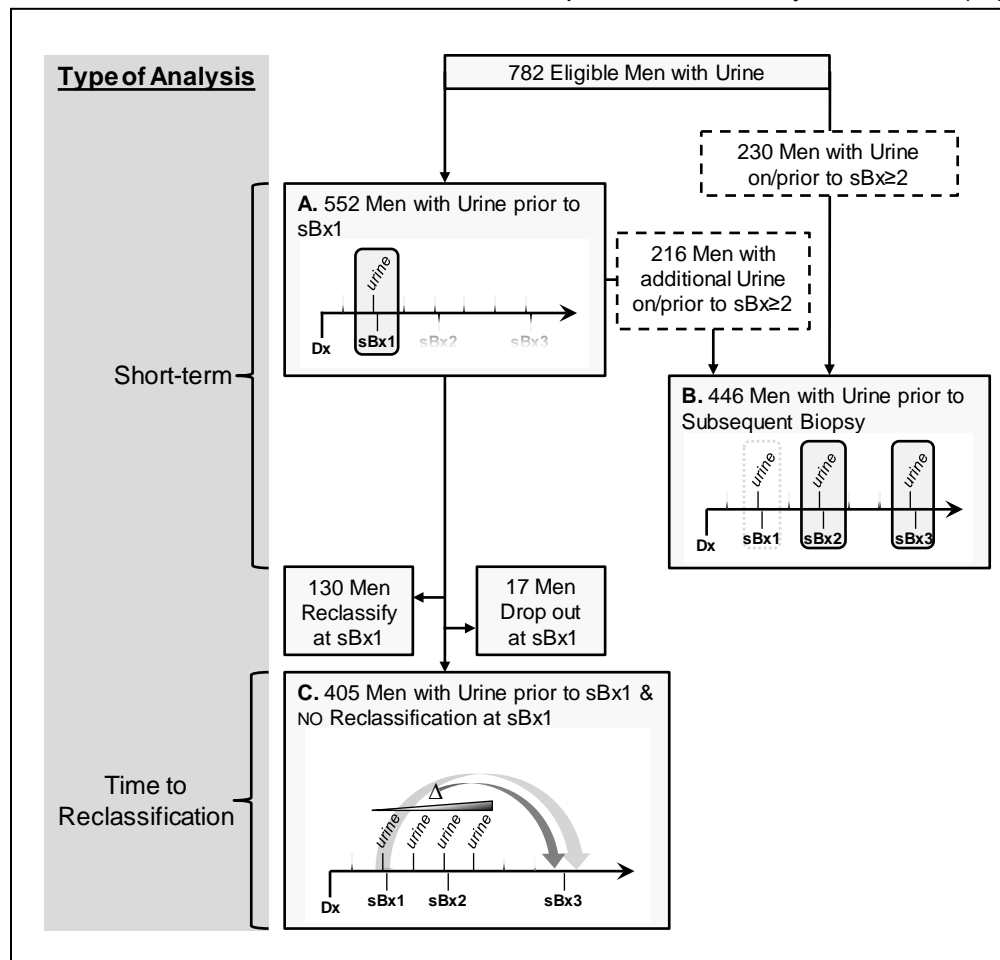 Type of Analysis
782 Eligible Men with Urine
230 Men with Urine
on/prior to sBx≥2
A. 552 Men with Urine prior to
sBx1
urine
Dx
sBx1
sBx2
sBx3
216 Men with
additional Urine
on/prior to sBx≥2
Short-term
B. 446 Men with Urine prior to
Subsequent Biopsy
urine
urine
urine
Dx
sBx1
sBx2
sBx3
130 Men
Reclassify
at sBx1
17 Men
Drop out
at sBx1
C. 405 Men with Urine prior to sBx1 &
NO Reclassification at sBx1
Time to
Reclassification
Δ
urine
urine
urine
urine
Dx
sBx1
sBx2
sBx3